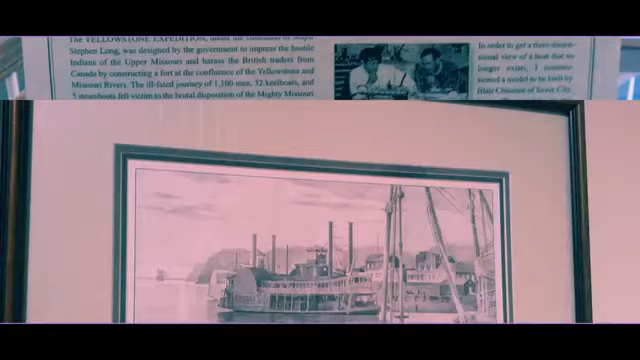 The YELLOWSTONE EXPEDITION, under the command of Major
Stephen Long, was designed by the government to impress the hostile
Indians of the Upper Missouri and harass the British traders from
Canada by constructing a fort at the confluence of the Yellowstone and
Missouri Rivers. The ill-fated journey of 1,100 men, 32 keelboats, and
5 steamboats fell victim to the brutal disposition of the Mighty Missouri
In order to get a three dimen-
sional view of a boat that no-
longer exists, I commis-
sioned a model to be built by
Blair Chicoine of Sioux City,